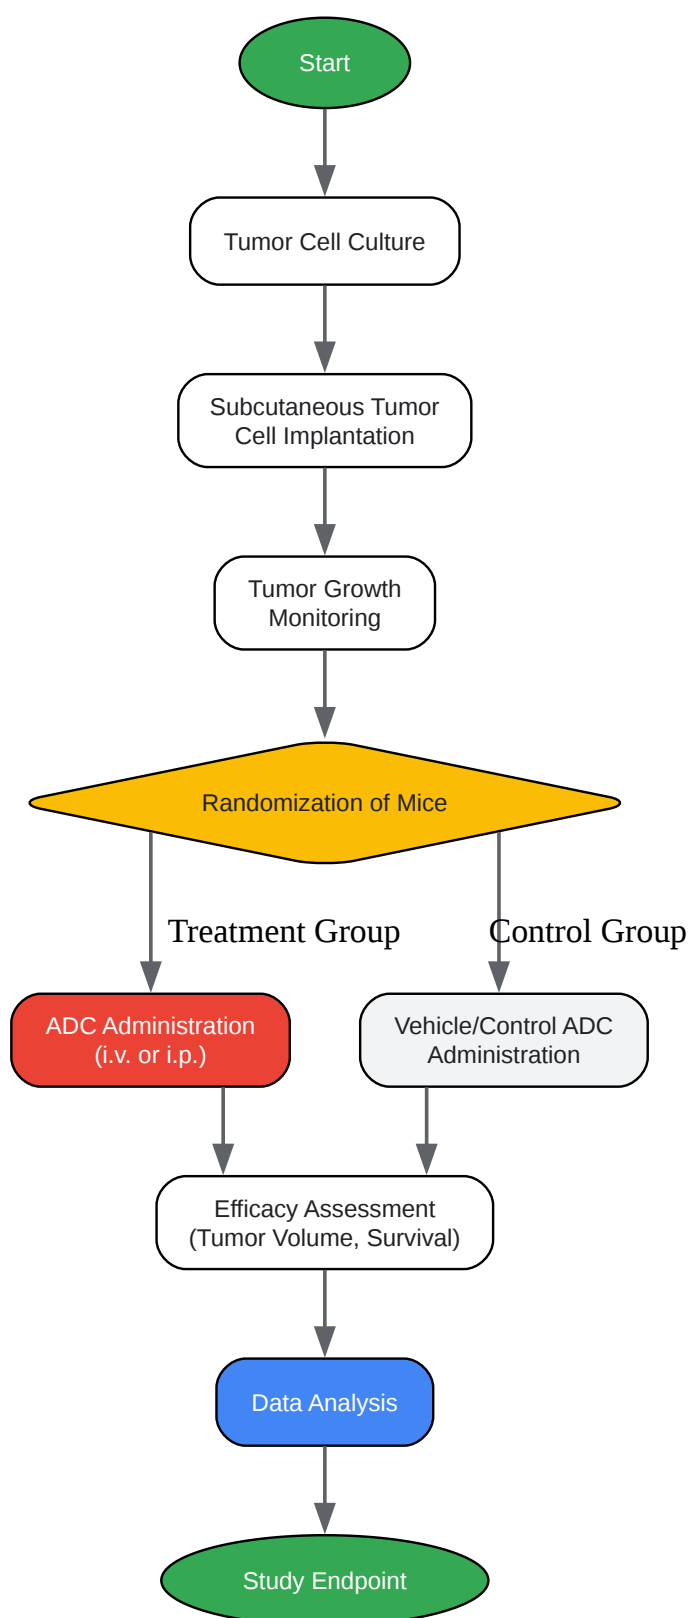 Start
Tumor Cell Culture
Subcutaneous Tumor
Cell Implantation
Tumor Growth
Monitoring
Randomization of Mice
Treatment Group
Control Group
ADC Administration
(i.v. or i.p.)
Vehicle/Control ADC
Administration
Efficacy Assessment
(Tumor Volume, Survival)
Data Analysis
Study Endpoint